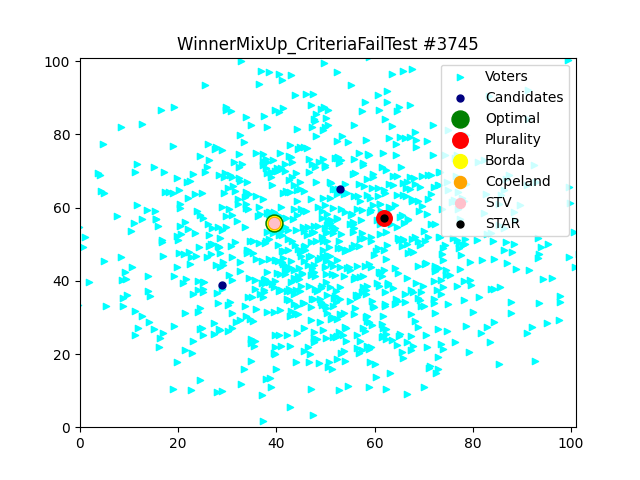 WinnerMixUp_CriteriaFailTest #3745
100
80
60
40
20
0
0
20
40
60
80
100
Voters
Candidates
Optimal
Plurality
Borda
Copeland
STV
STAR